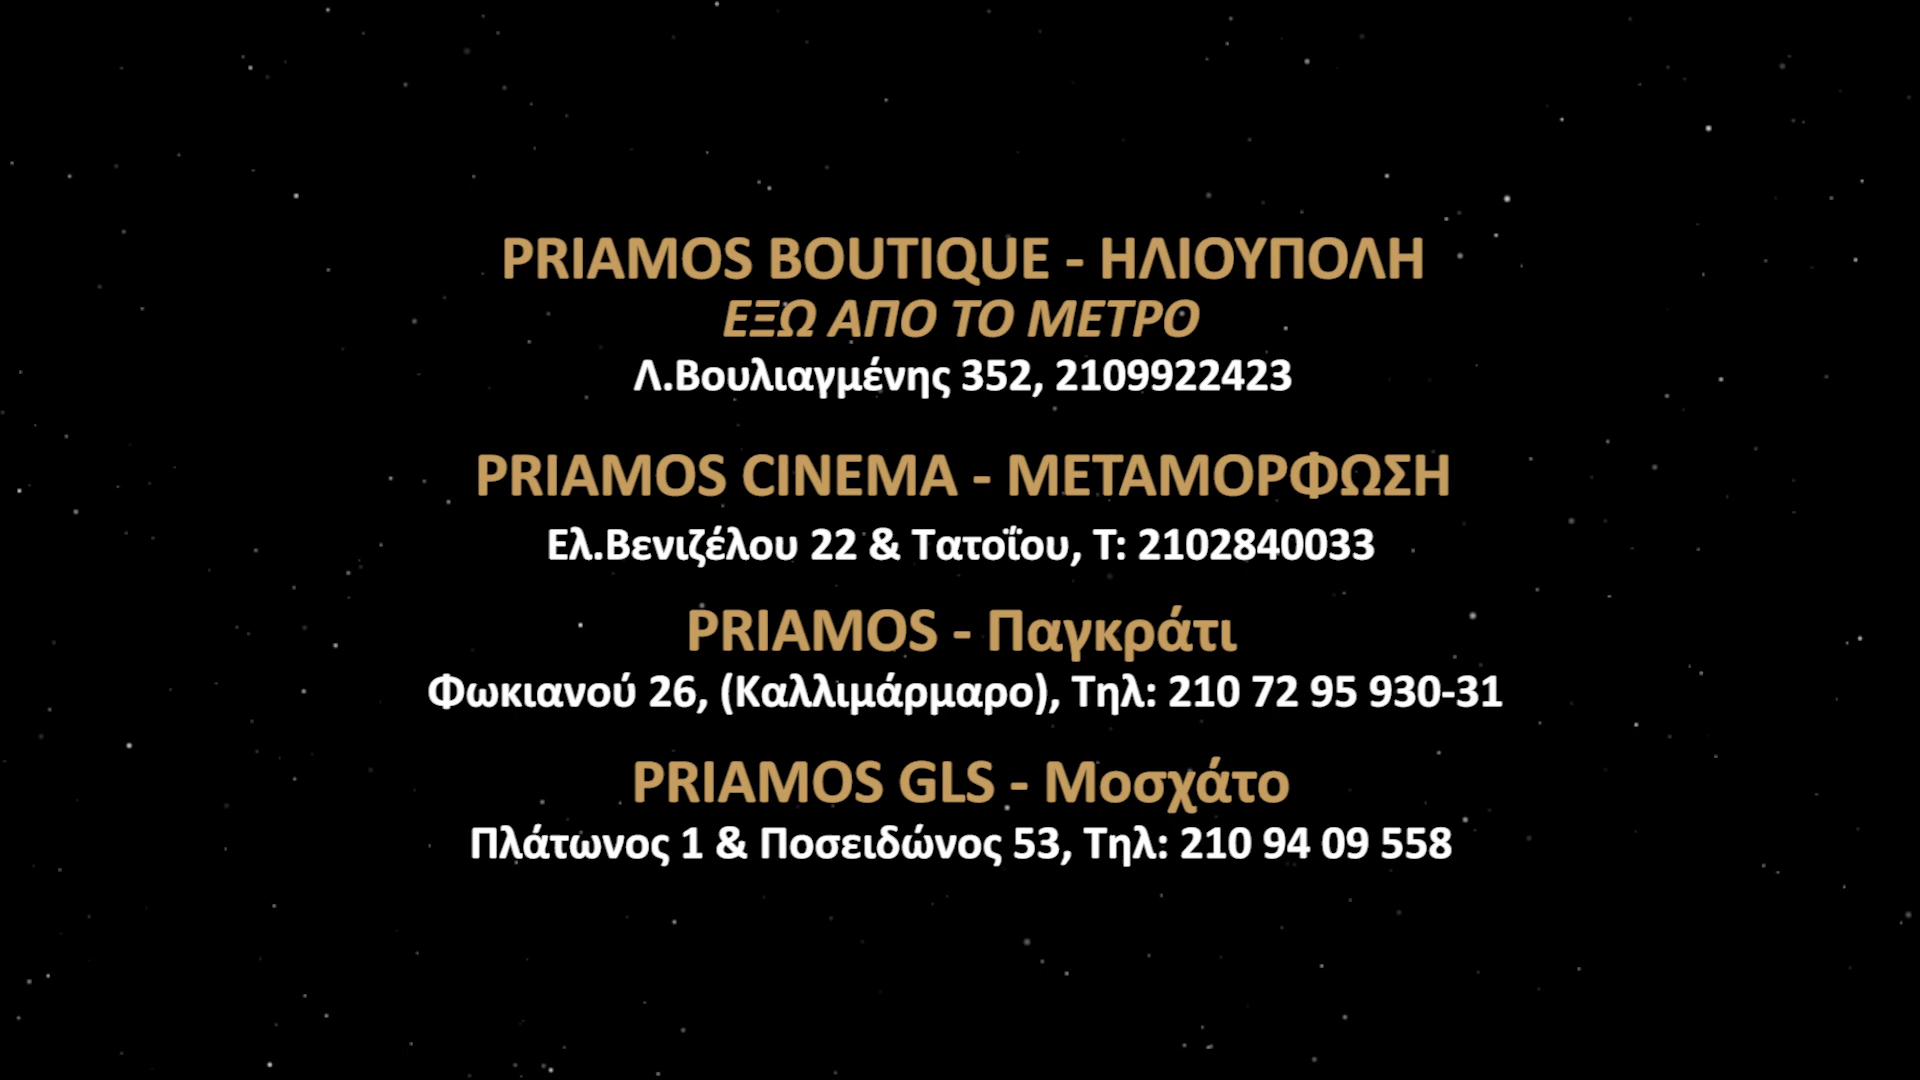 PRIAMOS BOUTIQUE - ΗΛΙΟΥΠΟΛΗ
ΕΞΩ ΑΠΟ ΤΟ ΜΕΤΡΟ
Λ.Βουλιαγμένης 352, 2109922423
PRIAMOS CINEMA - ΜΕΤΑΜΟΡΦΩΣΗ
Ελ.Βενιζέλου 22 & Τατοΐου, Τ: 2102840033
PRIAMOS - Παγκράτι
Φωκιανού 26, (Καλλιμάρμαρο), Τηλ: 210 72 95 930-31
PRIAMOS GLS - Μοσχάτο
Πλάτωνος 1 & Ποσειδώνος 53, Τηλ: 210 94 09 558